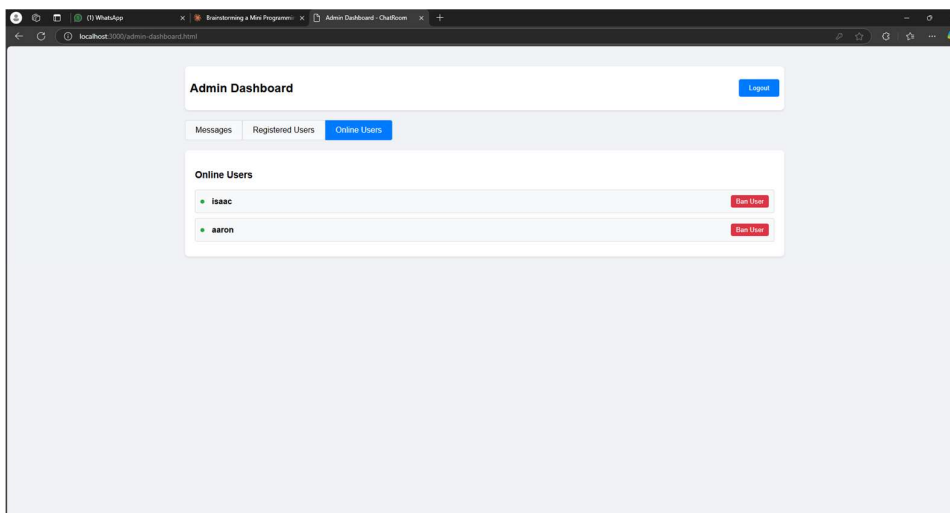 (1) WhatsApp
Brainstorming a Mini Programmi
Admin Dashboard - ChatRoom
localhost:3000/admin-dashboard.html
Admin Dashboard
Logout
Messages
Registered Users
Online Users
Online Users
isaac
Ban User
aaron
Ban User